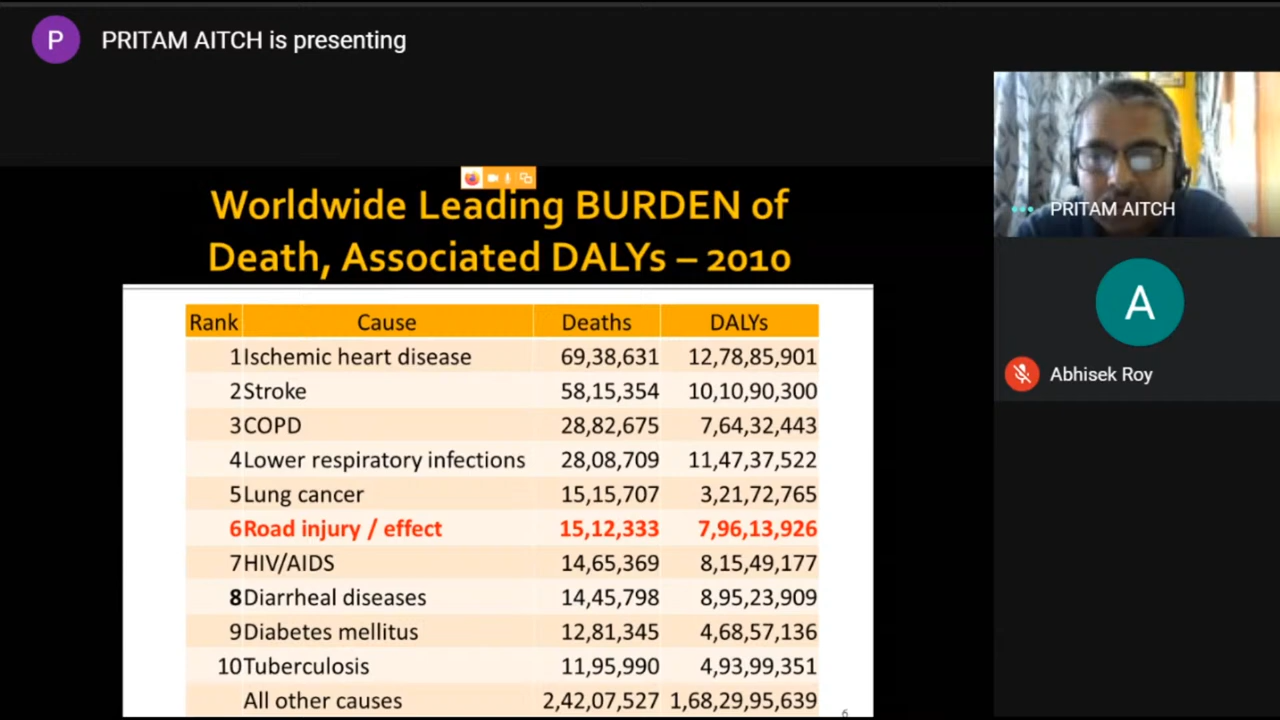 P
PRITAM AITCH is presenting
Worldwide Leading BURDEN of
Death, Associated DALYs – 2010
Rank Cause Deaths DALYs
1 Ischemic heart disease 69,38,631 12,78,85,901
2 Stroke 58,15,354 10,10,90,300
3 COPD 28,82,675 7,64,32,443
4 Lower respiratory infections 28,08,709 11,47,37,522
5 Lung cancer 15,15,707 3,21,72,765
6 Road injury / effect 15,12,333 7,96,13,926
7 HIV/AIDS 14,65,369 8,15,49,177
8 Diarrheal diseases 14,45,798 8,95,23,909
9 Diabetes mellitus 12,81,345 4,68,57,136
10 Tuberculosis 11,95,990 4,93,99,351
All other causes 2,42,07,527 1,68,29,95,639
6
PRITAM AITCH
A
Abhisek Roy